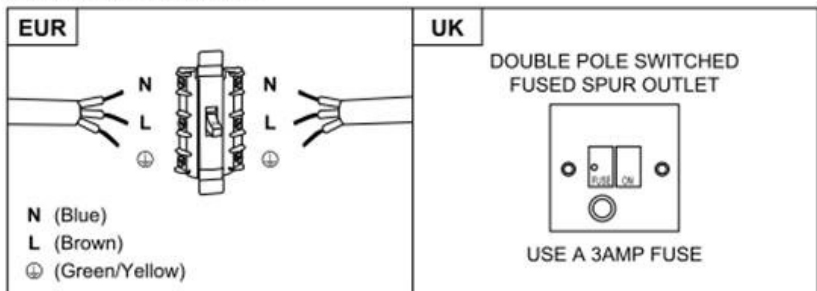 EUR
N
L
⏚
N
L
⏚
N (Blue)
L (Brown)
⏚ (Green/Yellow)
UK
DOUBLE POLE SWITCHED
FUSED SPUR OUTLET
FUSE ON
USE A 3AMP FUSE